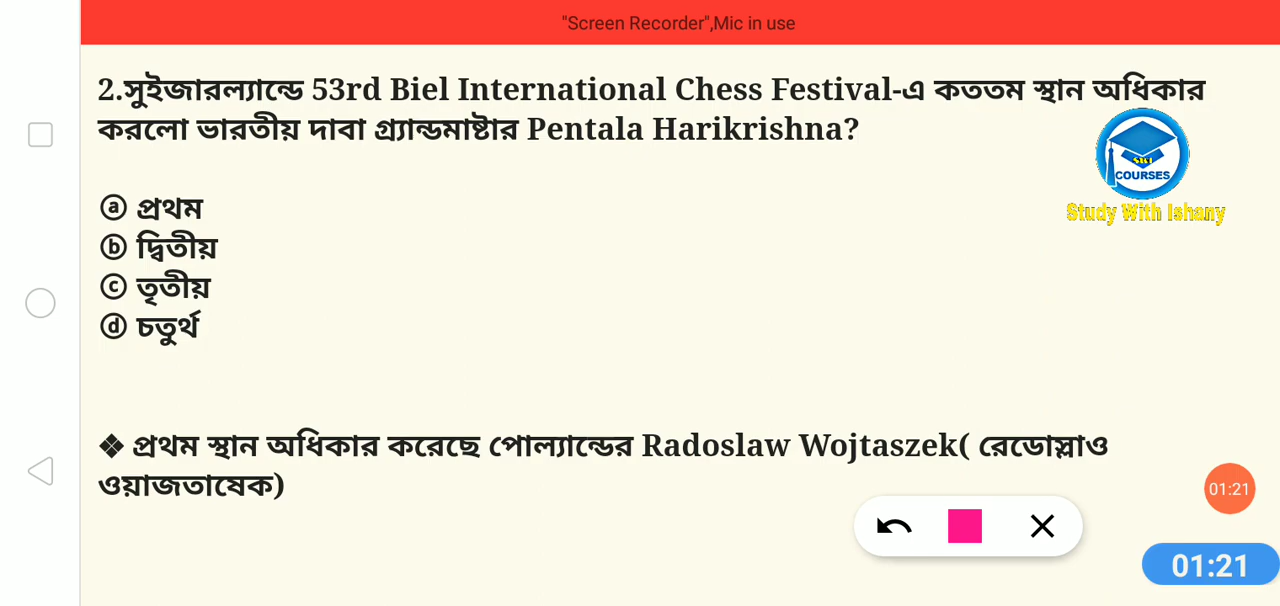 "Screen Recorder",Mic in use
2.সুইজারল্যান্ডে 53rd Biel International Chess Festival-এ কততম স্থান অধিকার
করলো ভারতীয় দাবা গ্র্যান্ডমাষ্টার Pentala Harikrishna?
COURSES
Study With Ishany
ⓐ প্রথম
ⓑ দ্বিতীয়
ⓒ তৃতীয়
ⓓ চতুর্থ
❖ প্রথম স্থান অধিকার করেছে পোল্যান্ডের Radoslaw Wojtaszek( রেডোস্লাও
ওয়াজতাষেক)
01:21
01:21